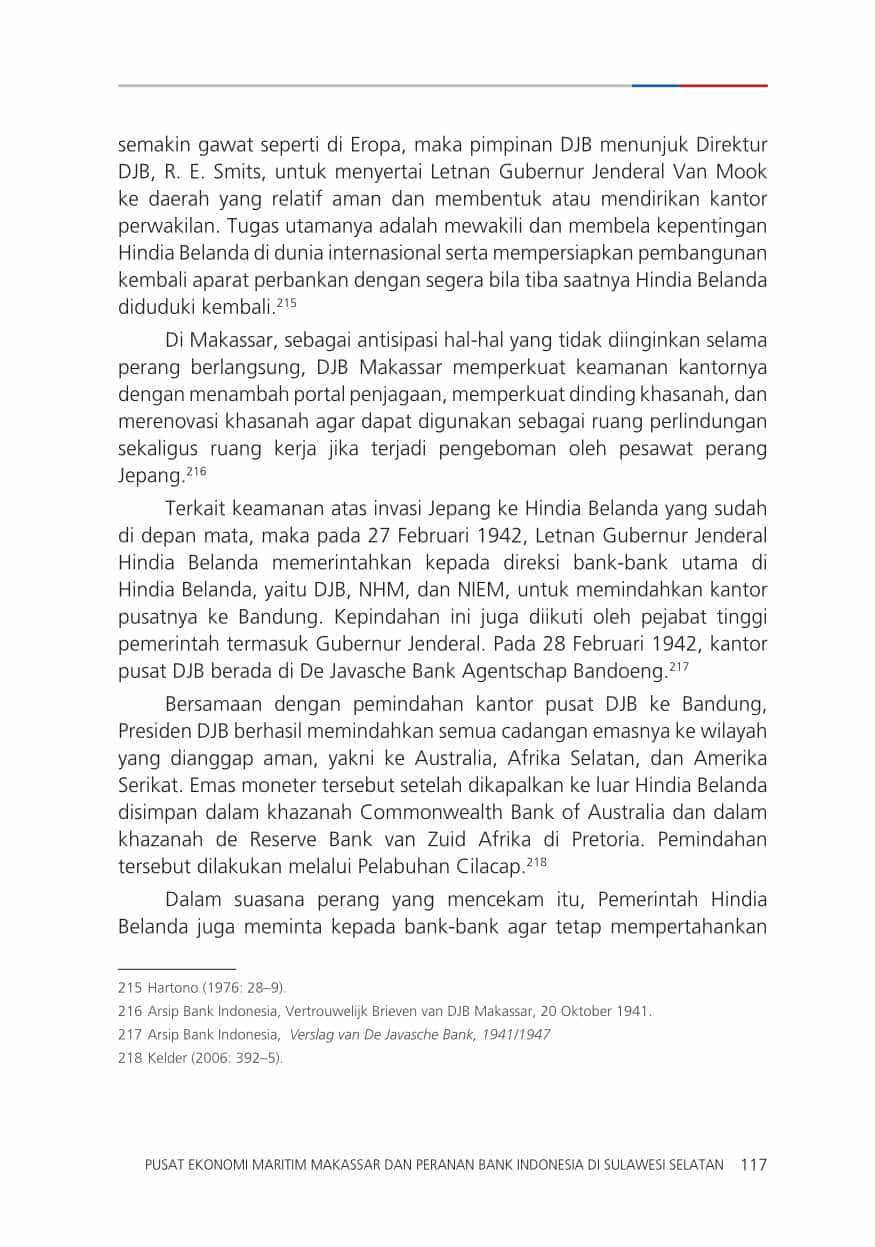 semakin gawat seperti di Eropa, maka pimpinan DJB menunjuk Direktur
DJB, R. E. Smits, untuk menyertai Letnan Gubernur Jenderal Van Mook
ke daerah yang relatif aman dan membentuk atau mendirikan kantor
perwakilan. Tugas utamanya adalah mewakili dan membela kepentingan
Hindia Belanda di dunia internasional serta mempersiapkan pembangunan
kembali aparat perbankan dengan segera bila tiba saatnya Hindia Belanda
diduduki kembali.215
Di Makassar, sebagai antisipasi hal-hal yang tidak diinginkan selama
perang berlangsung, DJB Makassar memperkuat keamanan kantornya
dengan menambah portal penjagaan, memperkuat dinding khasanah, dan
merenovasi khasanah agar dapat digunakan sebagai ruang perlindungan
sekaligus ruang kerja jika terjadi pengeboman oleh pesawat perang
Jepang.216
Terkait keamanan atas invasi Jepang ke Hindia Belanda yang sudah
di depan mata, maka pada 27 Februari 1942, Letnan Gubernur Jenderal
Hindia Belanda memerintahkan kepada direksi bank-bank utama di
Hindia Belanda, yaitu DJB, NHM, dan NIEM, untuk memindahkan kantor
pusatnya ke Bandung. Kepindahan ini juga diikuti oleh pejabat tinggi
pemerintah termasuk Gubernur Jenderal. Pada 28 Februari 1942, kantor
pusat DJB berada di De Javasche Bank Agentschap Bandoeng.217
Bersamaan dengan pemindahan kantor pusat DJB ke Bandung,
Presiden DJB berhasil memindahkan semua cadangan emasnya ke wilayah
yang dianggap aman, yakni ke Australia, Afrika Selatan, dan Amerika
Serikat. Emas moneter tersebut setelah dikapalkan ke luar Hindia Belanda
disimpan dalam khazanah Commonwealth Bank of Australia dan dalam
khazanah de Reserve Bank van Zuid Afrika di Pretoria. Pemindahan
tersebut dilakukan melalui Pelabuhan Cilacap.218
Dalam suasana perang yang mencekam itu, Pemerintah Hindia
Belanda juga meminta kepada bank-bank agar tetap mempertahankan
215 Hartono (1976: 28–9).
216 Arsip Bank Indonesia, Vertrouwelijk Brieven van DJB Makassar, 20 Oktober 1941.
217 Arsip Bank Indonesia, Verslag van De Javasche Bank, 1941/1947
218 Kelder (2006: 392–5).
PUSAT EKONOMI MARITIM MAKASSAR DAN PERANAN BANK INDONESIA DI SULAWESI SELATAN 117